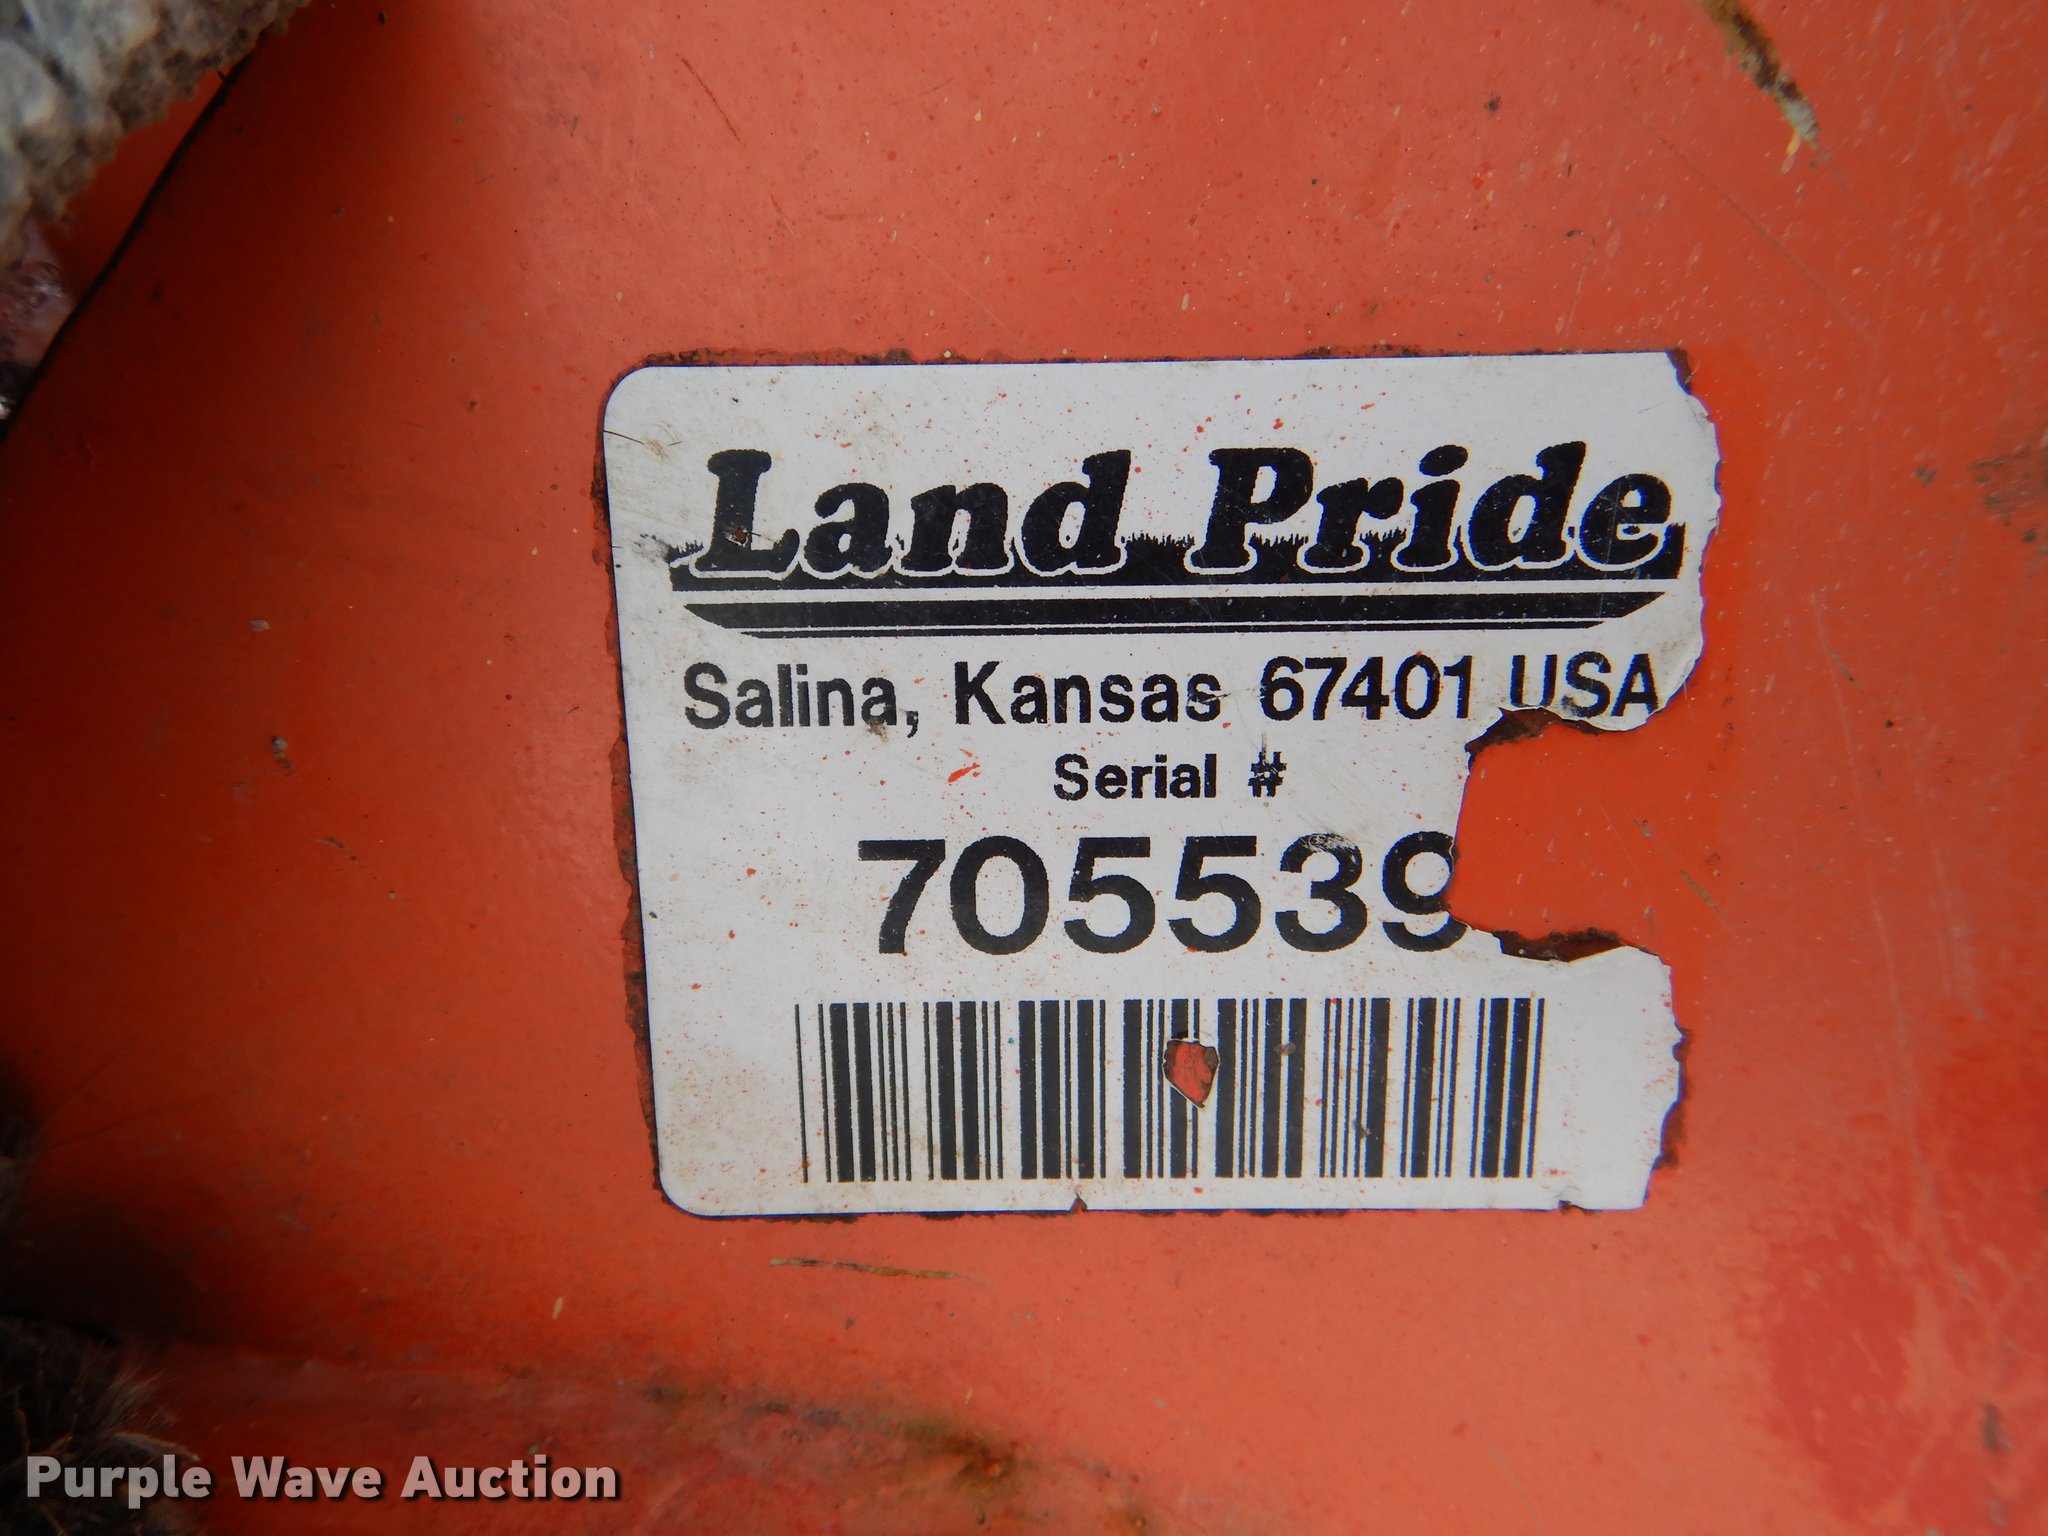 Land Pride
Salina, Kansas 67401 USA
Serial #
705539
Purple Wave Auction